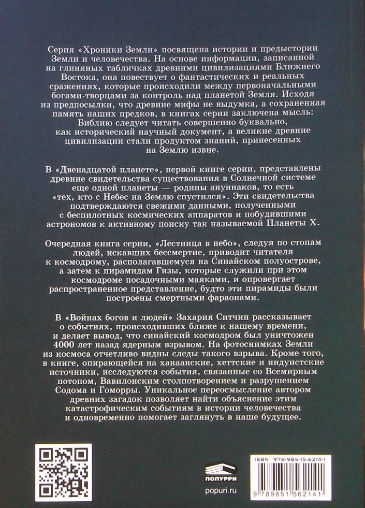 Серия «Хроники Земли» посвящена истории и предыстории
Земли и человечества. На основе информации, записанной
на глиняных табличках древними цивилизациями Ближнего
Востока, она повествует о фантастических и реальных
сражениях, которые происходили между первоначальными
богами-творцами за контроль над планетой Земля. Исходя
из предпосылки, что древние мифы не выдумка, а сохраненная
память наших предков, в книгах серии заключена мысль:
Библию следует читать совершенно буквально,
как исторический научный документ, а великие древние
цивилизации стали продуктом знаний, принесенных
на Землю извне.
В «Двенадцатой планете», первой книге серии, представлены
древние свидетельства существования в Солнечной системе
еще одной планеты — родины ануннаков, то есть
«тех, кто с Небес на Землю спустился». Эти свидетельства
подтверждаются свежими данными, полученными
с беспилотных космических аппаратов и побудившими
астрономов к активному поиску так называемой Планеты X.
Очередная книга серии, «Лестница в небо», следуя по стопам
людей, искавших бессмертие, приводит читателя
к космодрому, располагавшемуся на Синайском полуострове,
а затем к пирамидам Гизы, которые служили при этом
космодроме посадочными маяками, и опровергает
распространенное представление, будто эти пирамиды были
построены смертными фараонами.
В «Войнах богов и людей» Захария Ситчин рассказывает
о событиях, происходивших ближе к нашему времени,
и делает вывод, что синайский космодром был уничтожен
4000 лет назад ядерным взрывом. На фотоснимках Земли
из космоса отчетливо видны следы такого взрыва. Кроме того,
в книге, опирающейся на ханаанские, хеттские и индуистские
источники, исследуются события, связанные со Всемирным
потопом, Вавилонским столпотворением и разрушением
Содома и Гоморры. Уникальное переосмысление автором
древних загадок позволяет найти объяснение этим
катастрофическим событиям в истории человечества
и одновременно помогает заглянуть в наше будущее.
ПОПУРРИ
popuri.ru
ISBN 978-985-15-6214-1
9 789851 562141